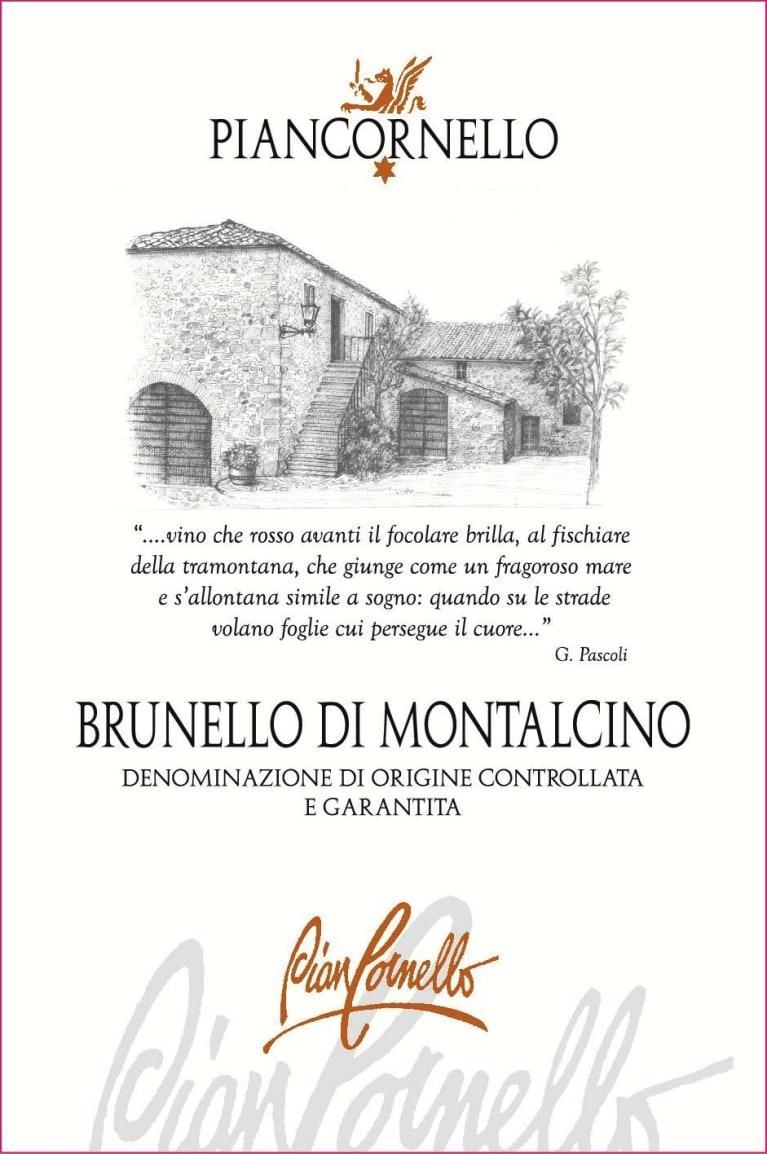 PIANCORNELLO
“....vino che rosso avanti il focolare brilla, al fischiare
della tramontana, che giunge come un fragoroso mare
e s’allontana simile a sogno: quando su le strade
volano foglie cui persegue il cuore...”
G. Pascoli
BRUNELLO DI MONTALCINO
DENOMINAZIONE DI ORIGINE CONTROLLATA
E GARANTITA
PianCornello
PianCornello